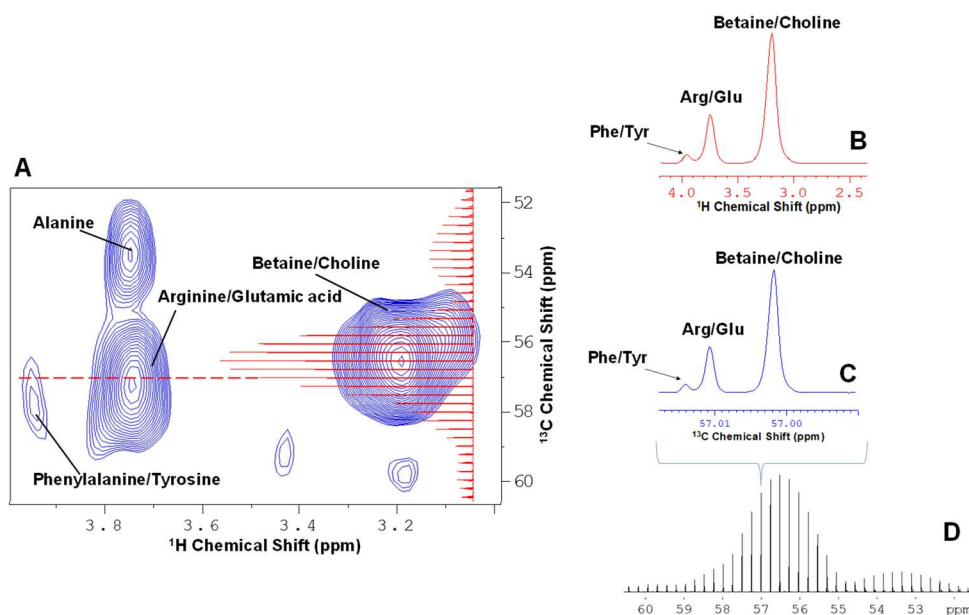 A
Alanine
Betaine/Choline
Arginine/Glutamic acid
Phenylalanine/Tyrosine
52
54
56
58
60
¹³C Chemical Shift (ppm)
3.8 3.6 3.4 3.2
¹H Chemical Shift (ppm)
Betaine/Choline
Arg/Glu
Phe/Tyr
B
4.0 3.5 3.0 2.5
¹H Chemical Shift (ppm)
Betaine/Choline
Arg/Glu
Phe/Tyr
C
57.01 57.00
¹³C Chemical Shift (ppm)
D
60 59 58 57 56 55 54 53 ppm